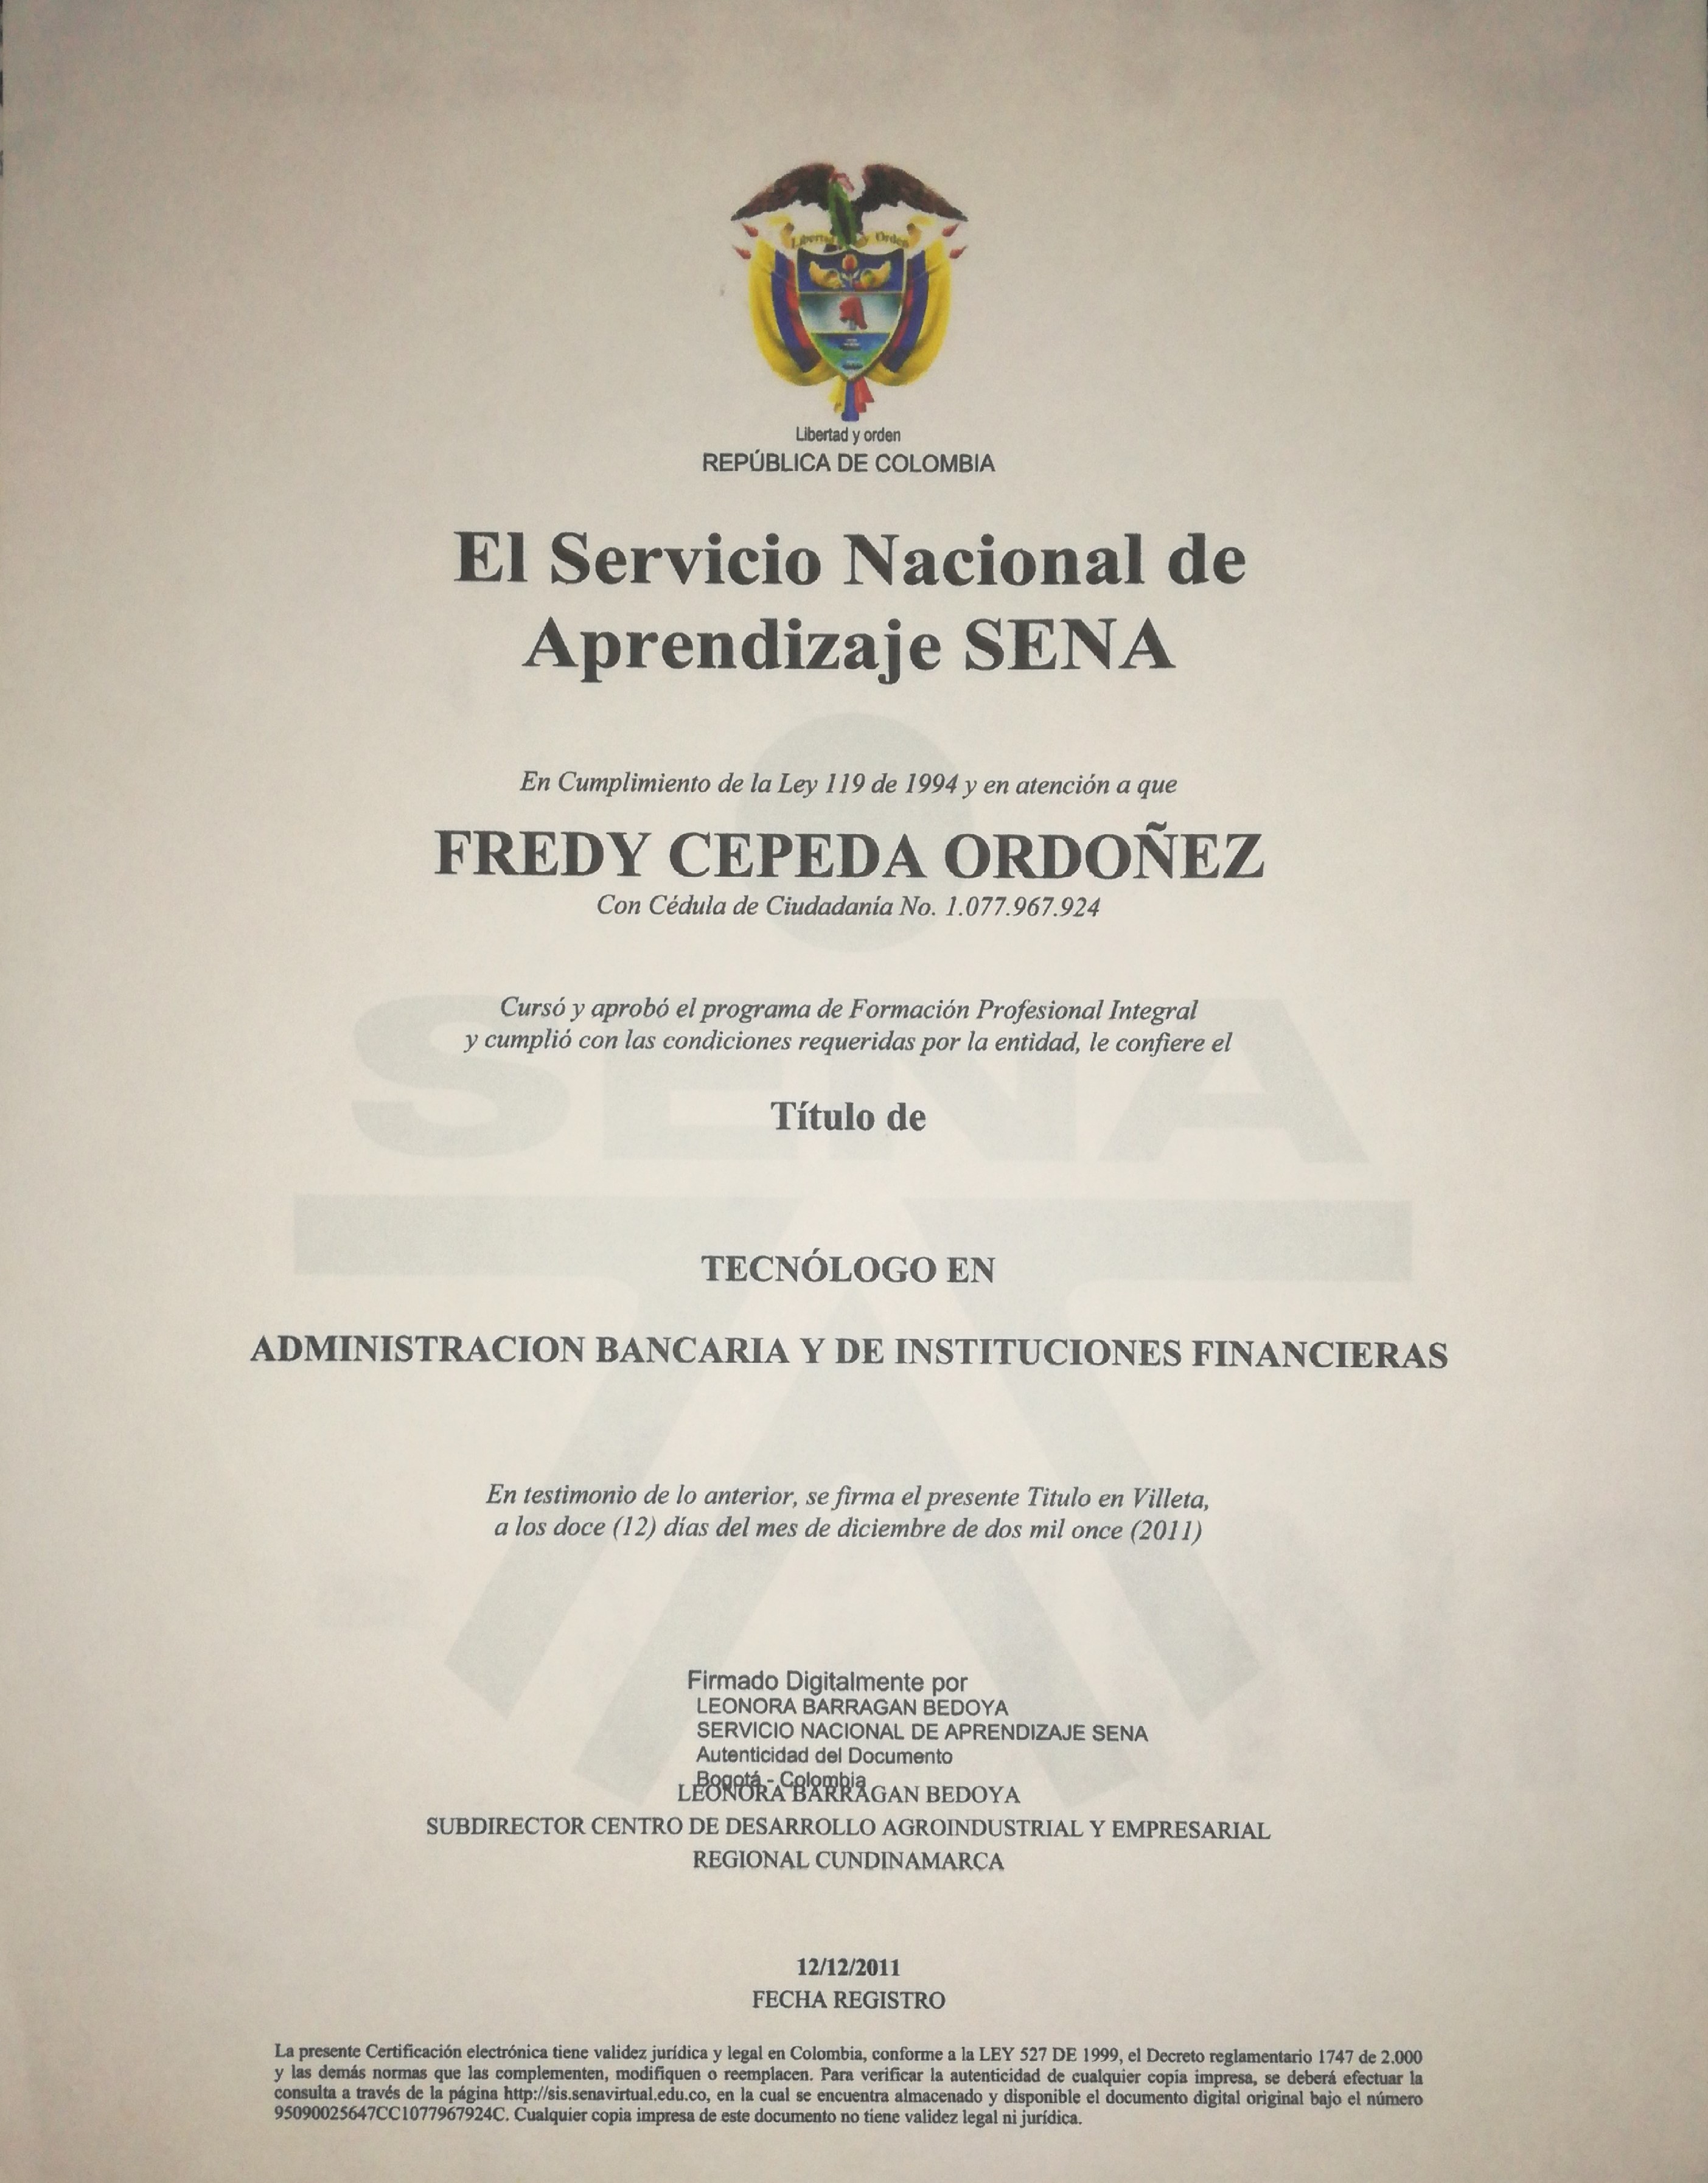 Libertad y Orden
Libertad y orden
REPÚBLICA DE COLOMBIA
El Servicio Nacional de
Aprendizaje SENA
En Cumplimiento de la Ley 119 de 1994 y en atención a que
FREDY CEPEDA ORDOÑEZ
Con Cédula de Ciudadanía No. 1.077.967.924
Cursó y aprobó el programa de Formación Profesional Integral
y cumplió con las condiciones requeridas por la entidad, le confiere el
SENA
Título de
TECNÓLOGO EN
ADMINISTRACION BANCARIA Y DE INSTITUCIONES FINANCIERAS
En testimonio de lo anterior, se firma el presente Titulo en Villeta,
a los doce (12) días del mes de diciembre de dos mil once (2011)
Firmado Digitalmente por
LEONORA BARRAGAN BEDOYA
SERVICIO NACIONAL DE APRENDIZAJE SENA
Autenticidad del Documento
Bogotá - Colombia
LEONORA BARRAGAN BEDOYA
SUBDIRECTOR CENTRO DE DESARROLLO AGROINDUSTRIAL Y EMPRESARIAL
REGIONAL CUNDINAMARCA
12/12/2011
FECHA REGISTRO
La presente Certificación electrónica tiene validez jurídica y legal en Colombia, conforme a la LEY 527 DE 1999, el Decreto reglamentario 1747 de 2.000
y las demás normas que las complementen, modifiquen o reemplacen. Para verificar la autenticidad de cualquier copia impresa, se deberá efectuar la
consulta a través de la página http://sis.senavirtual.edu.co, en la cual se encuentra almacenado y disponible el documento digital original bajo el número
95090025647CC1077967924C. Cualquier copia impresa de este documento no tiene validez legal ni jurídica.